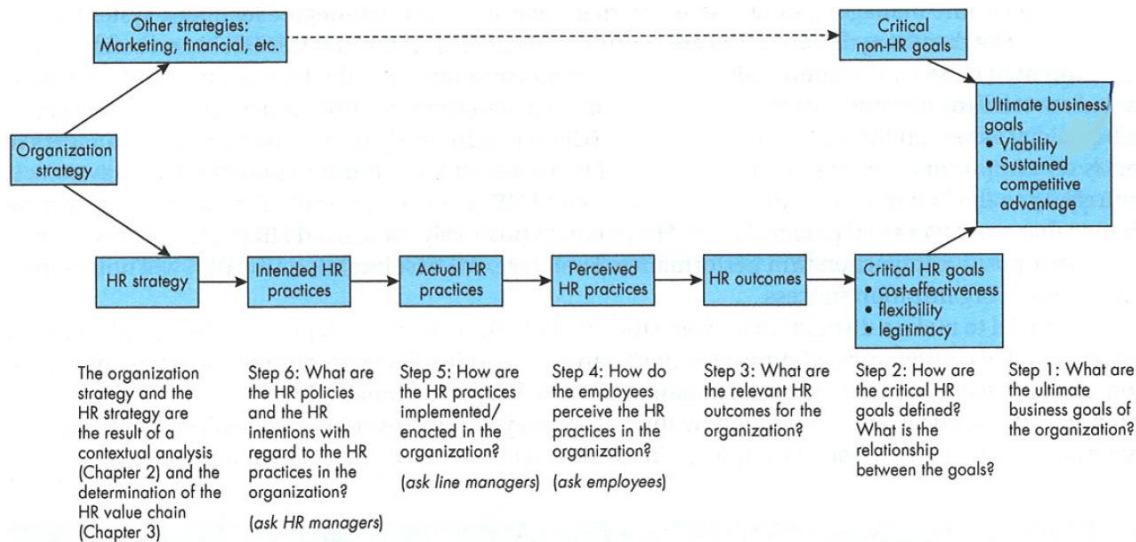 Other strategies:
Marketing, financial, etc.
Critical
non-HR goals
Organization
strategy
Ultimate business
goals
• Viability
• Sustained
competitive
advantage
HR strategy
Intended HR
practices
Actual HR
practices
Perceived
HR practices
HR outcomes
Critical HR goals
• cost-effectiveness
• flexibility
• legitimacy
The organization
strategy and the
HR strategy are
the result of a
contextual analysis
(Chapter 2) and the
determination of the
HR value chain
(Chapter 3)
Step 6: What are
the HR policies
and the HR
intentions with
regard to the HR
practices in the
organization?
(ask HR managers)
Step 5: How are
the HR practices
implemented/
enacted in the
organization?
(ask line managers)
Step 4: How do
the employees
perceive the HR
practices in the
organization?
(ask employees)
Step 3: What are
the relevant HR
outcomes for the
organization?
Step 2: How are
the critical HR
goals defined?
What is the
relationship
between the goals?
Step 1: What are
the ultimate
business goals of
the organization?